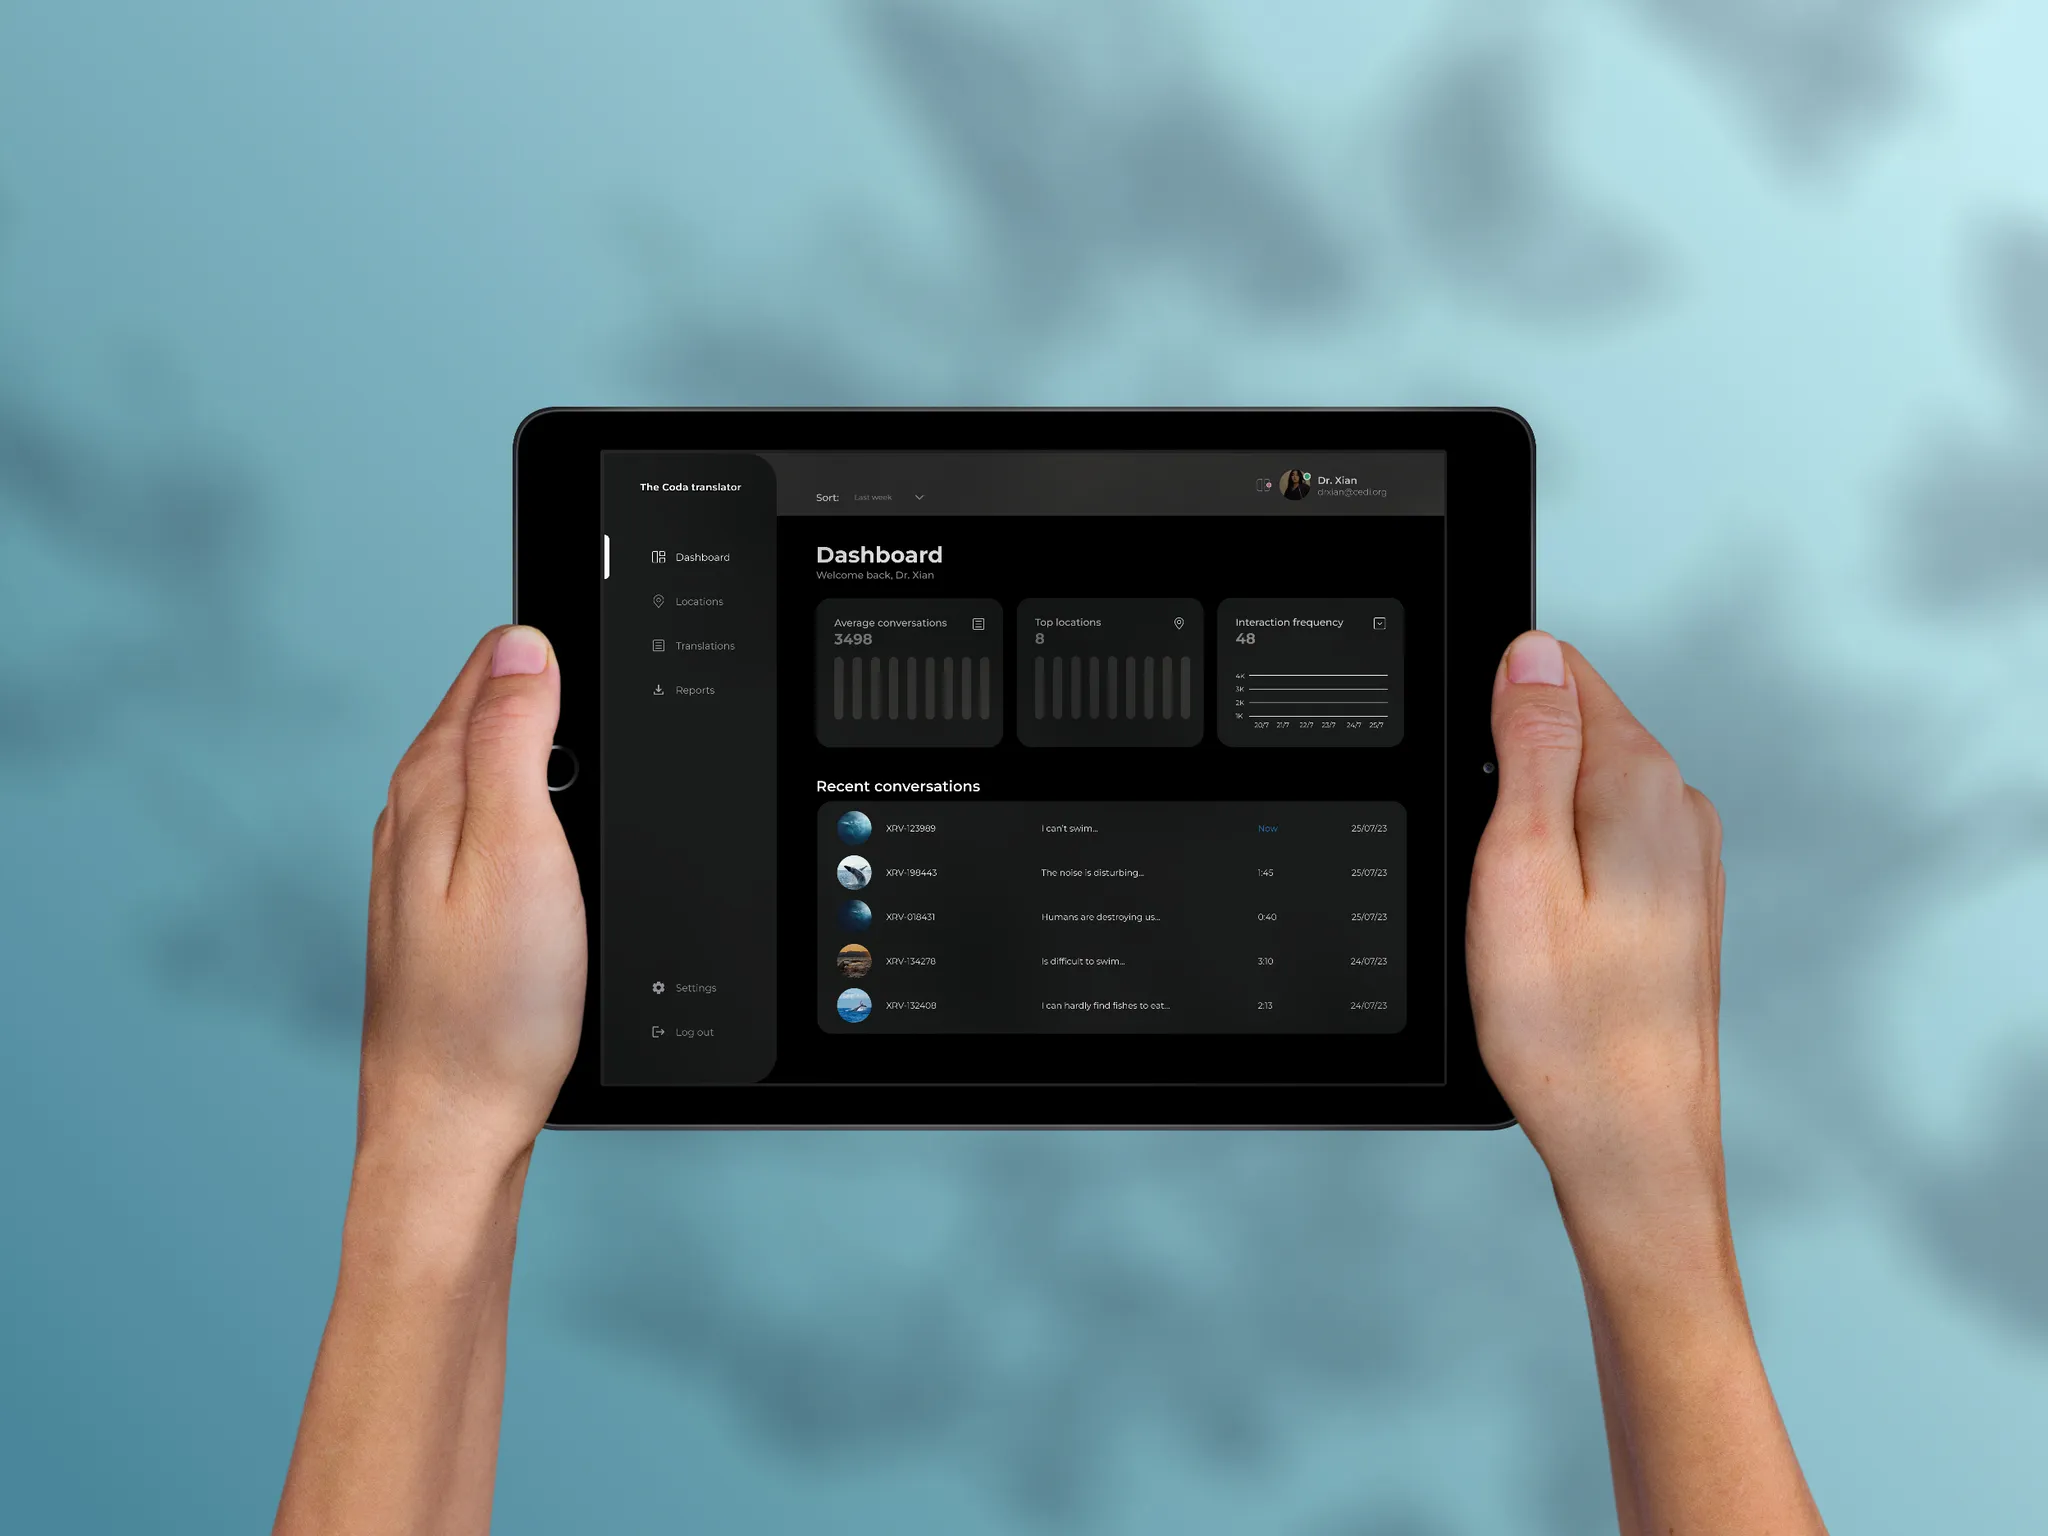 The Coda translator
Dashboard
Locations
Translations
Reports
Settings
Log out
Sort: Last week
Dr. Xian
drxian@cedi.org
Dashboard
Welcome back, Dr. Xian
Average conversations
3498
Top locations
8
Interaction frequency
48
4K
3K
2K
1K
20/7 21/7 22/7 23/7 24/7 25/7
Recent conversations
XRV-123989 I can't swim... Now 25/07/23
XRV-198443 The noise is disturbing... 1:45 25/07/23
XRV-018431 Humans are destroying us... 0:40 25/07/23
XRV-134278 Is difficult to swim... 3:10 24/07/23
XRV-132408 I can hardly find fishes to eat... 2:13 24/07/23